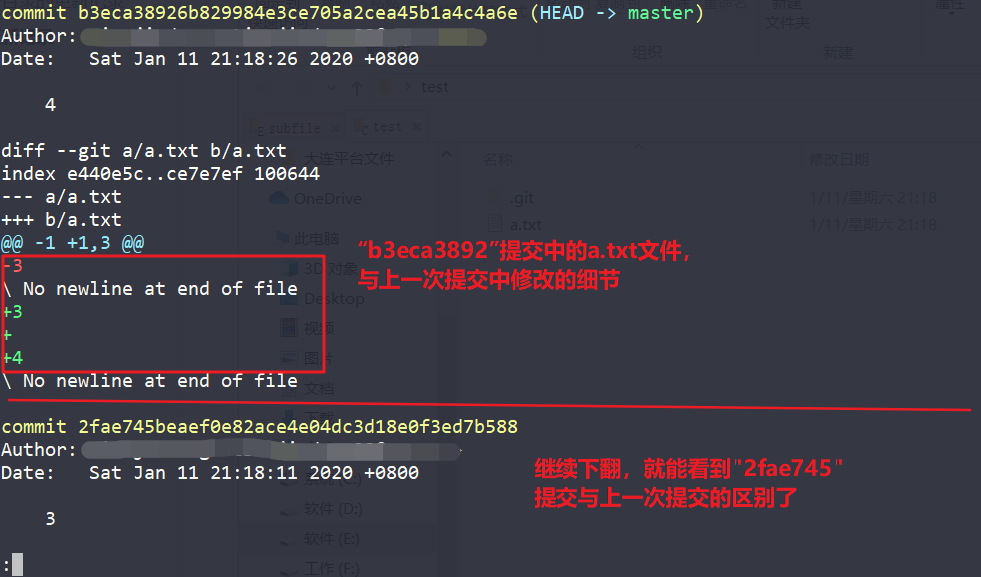 commit b3eca38926b829984e3ce705a2cea45b1a4c4a6e (HEAD -> master)
Author:
Date:   Sat Jan 11 21:18:26 2020 +0800
组织
新建
文件夹
新建
test
4
subfile
test
diff --git a/a.txt b/a.txt
大连平台文件
名称
修改日期
index e440e5c..ce7e7ef 100644
--- a/a.txt
OneDrive
.git
1/11/星期六 21:18
+++ b/a.txt
a.txt
1/11/星期六 21:18
@@ -1 +1,3 @@
此电脑
“b3eca3892”提交中的a.txt文件，
与上一次提交中修改的细节
-3
3D 对象
\ No newline at end of file
Desktop
+3
视频
+
+4
图片
\ No newline at end of file
文档
下载
commit 2fae745beaef0e82ace4e04dc3d18e0f3ed7b588
Author:
Date:   Sat Jan 11 21:18:11 2020 +0800
继续下翻，就能看到"2fae745"
提交与上一次提交的区别了
软件 (D:)
3
软件 (E:)
:
工作 (F:)